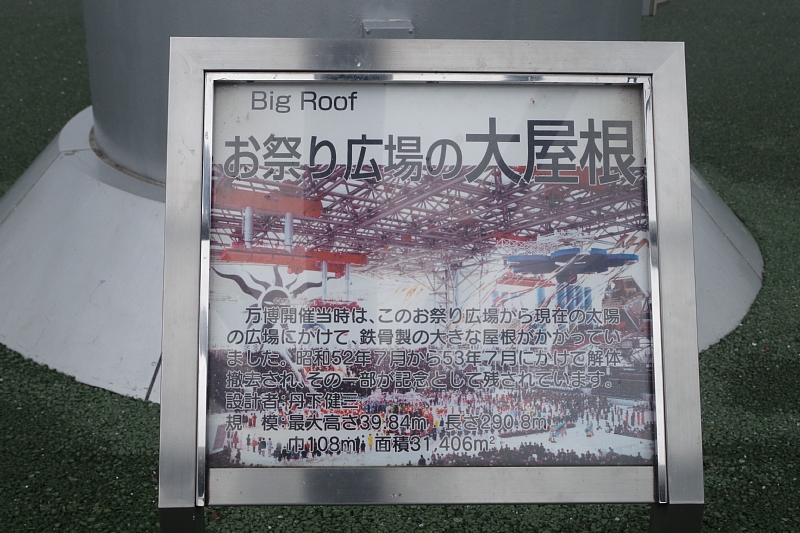 Big Roof
お祭り広場の大屋根
万博開催当時は、このお祭り広場から現在の太陽
の広場にかけて、鉄骨製の大きな屋根がかかってい
ました。昭和52年7月から53年7月にかけて解体
撤去され、その一部が記念として残されています。
設計者:丹下健三
規 模:最大高さ39.84m 長さ290.8m
巾108m 面積31,406m²